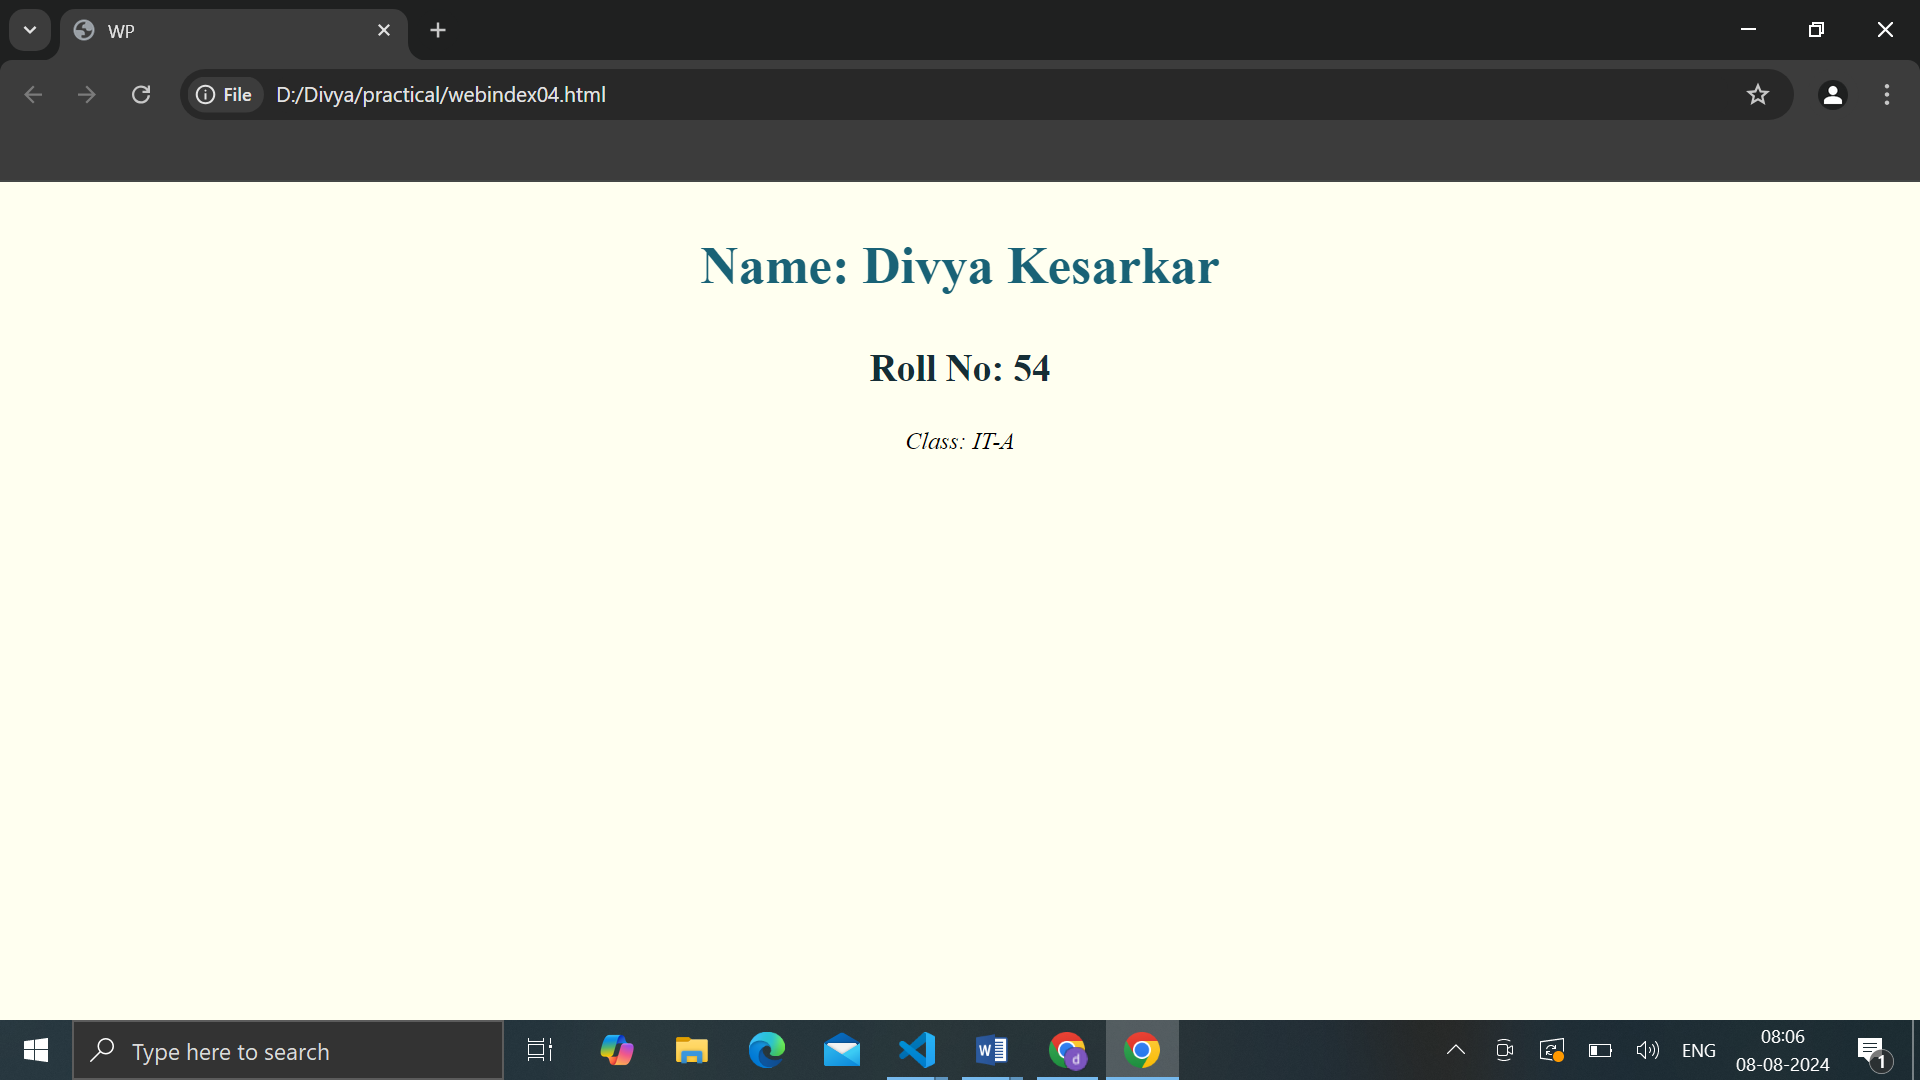 WP
File D:/Divya/practical/webindex04.html
Name: Divya Kesarkar
Roll No: 54
Class: IT-A
Type here to search
W
d
ENG
08:06
08-08-2024
1